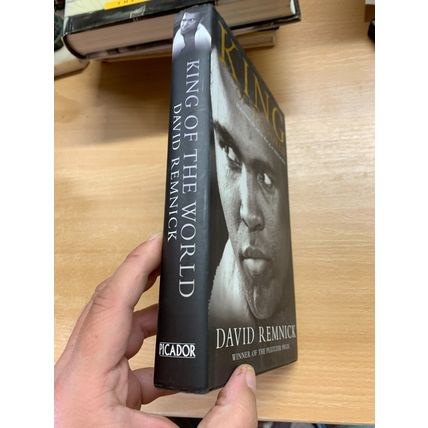 KING OF THE WORLD
DAVID REMNICK
PICADOR
KING
DAVID REMNICK
WINNER OF THE PULITZER PRIZE